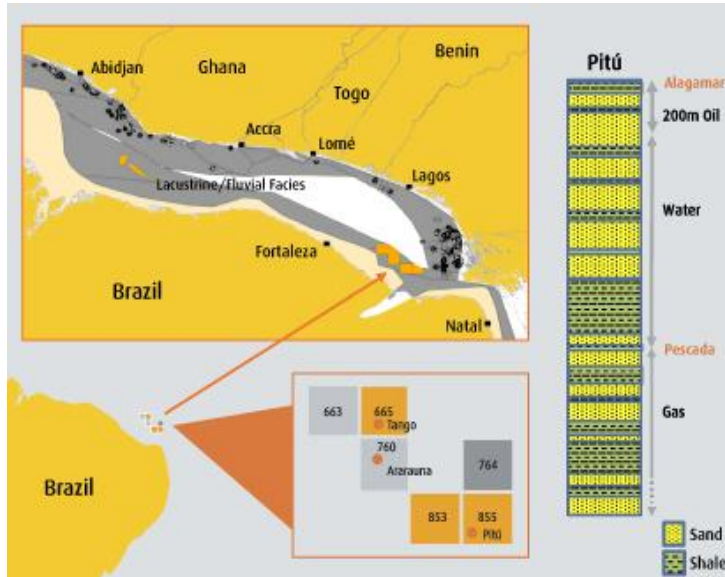 Benin
Ghana
Abidjan
Togo
Accra
Lomé
Lacustrine/Fluvial Facies
Lagos
Fortaleza
Brazil
Natal
Brazil
663
665
Tango
760
Ararauna
764
853
855
Pitú
Pitú
Alagamar
200m Oil
Water
Pescada
Gas
Sand
Shale